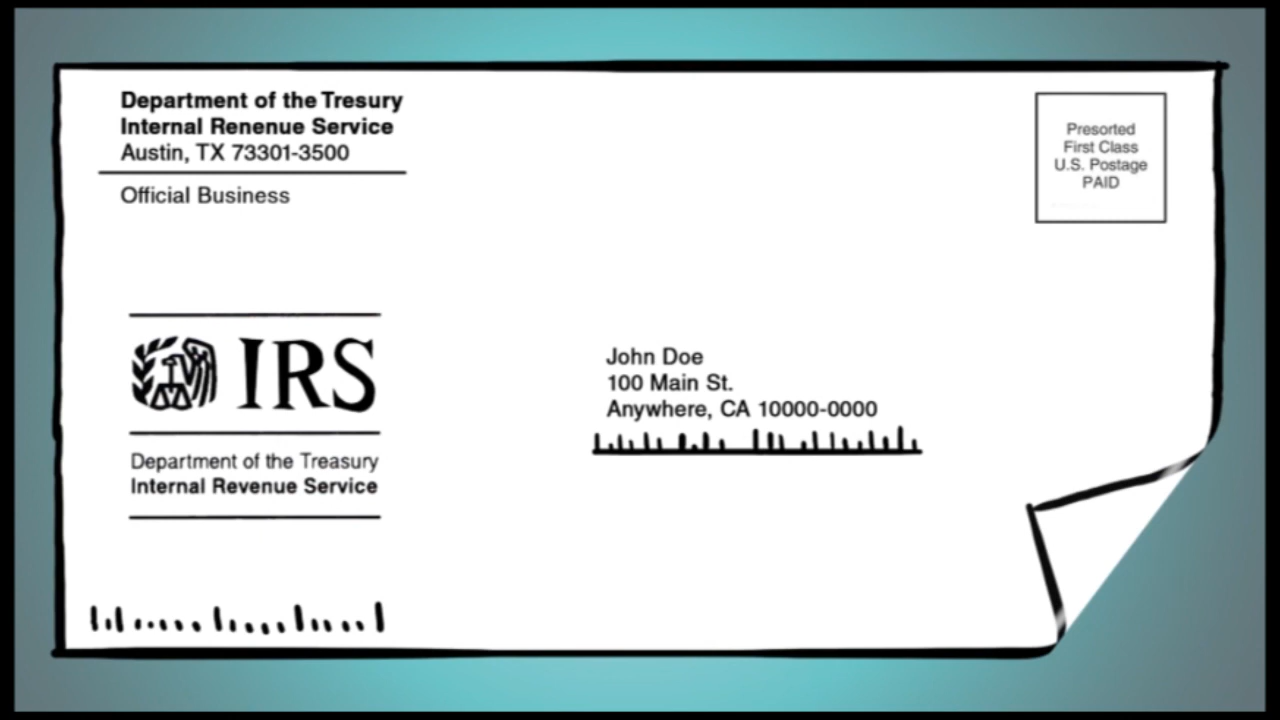 Department of the Tresury
Internal Renenue Service
Austin, TX 73301-3500
Official Business
Presorted
First Class
U.S. Postage
PAID
IRS
Department of the Treasury
Internal Revenue Service
John Doe
100 Main St.
Anywhere, CA 10000-0000